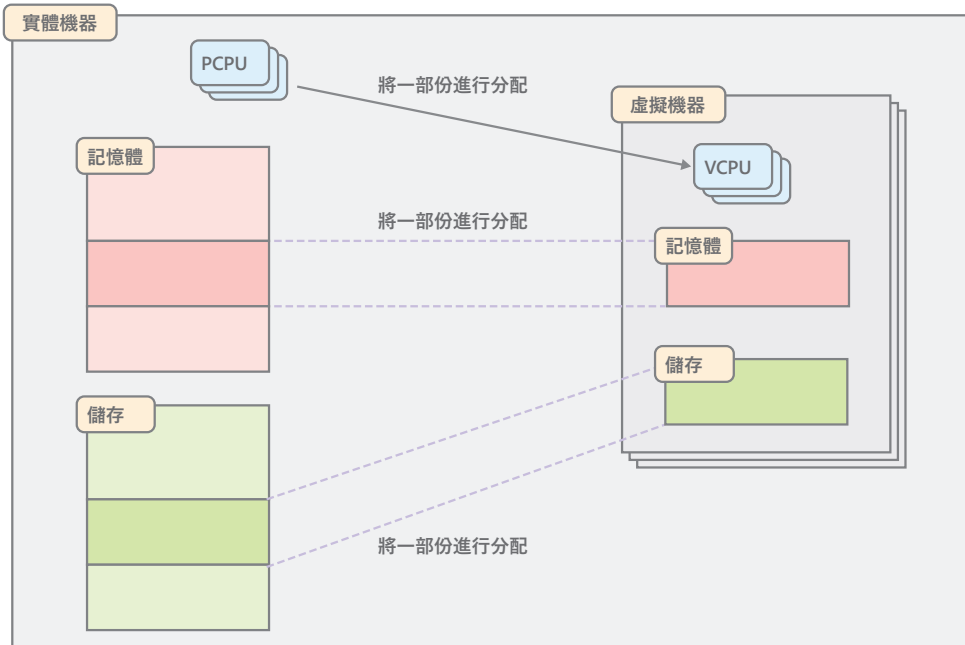 實體機器
PCPU
將一部份進行分配
虛擬機器
VCPU
記憶體
將一部份進行分配
記憶體
儲存
儲存
將一部份進行分配